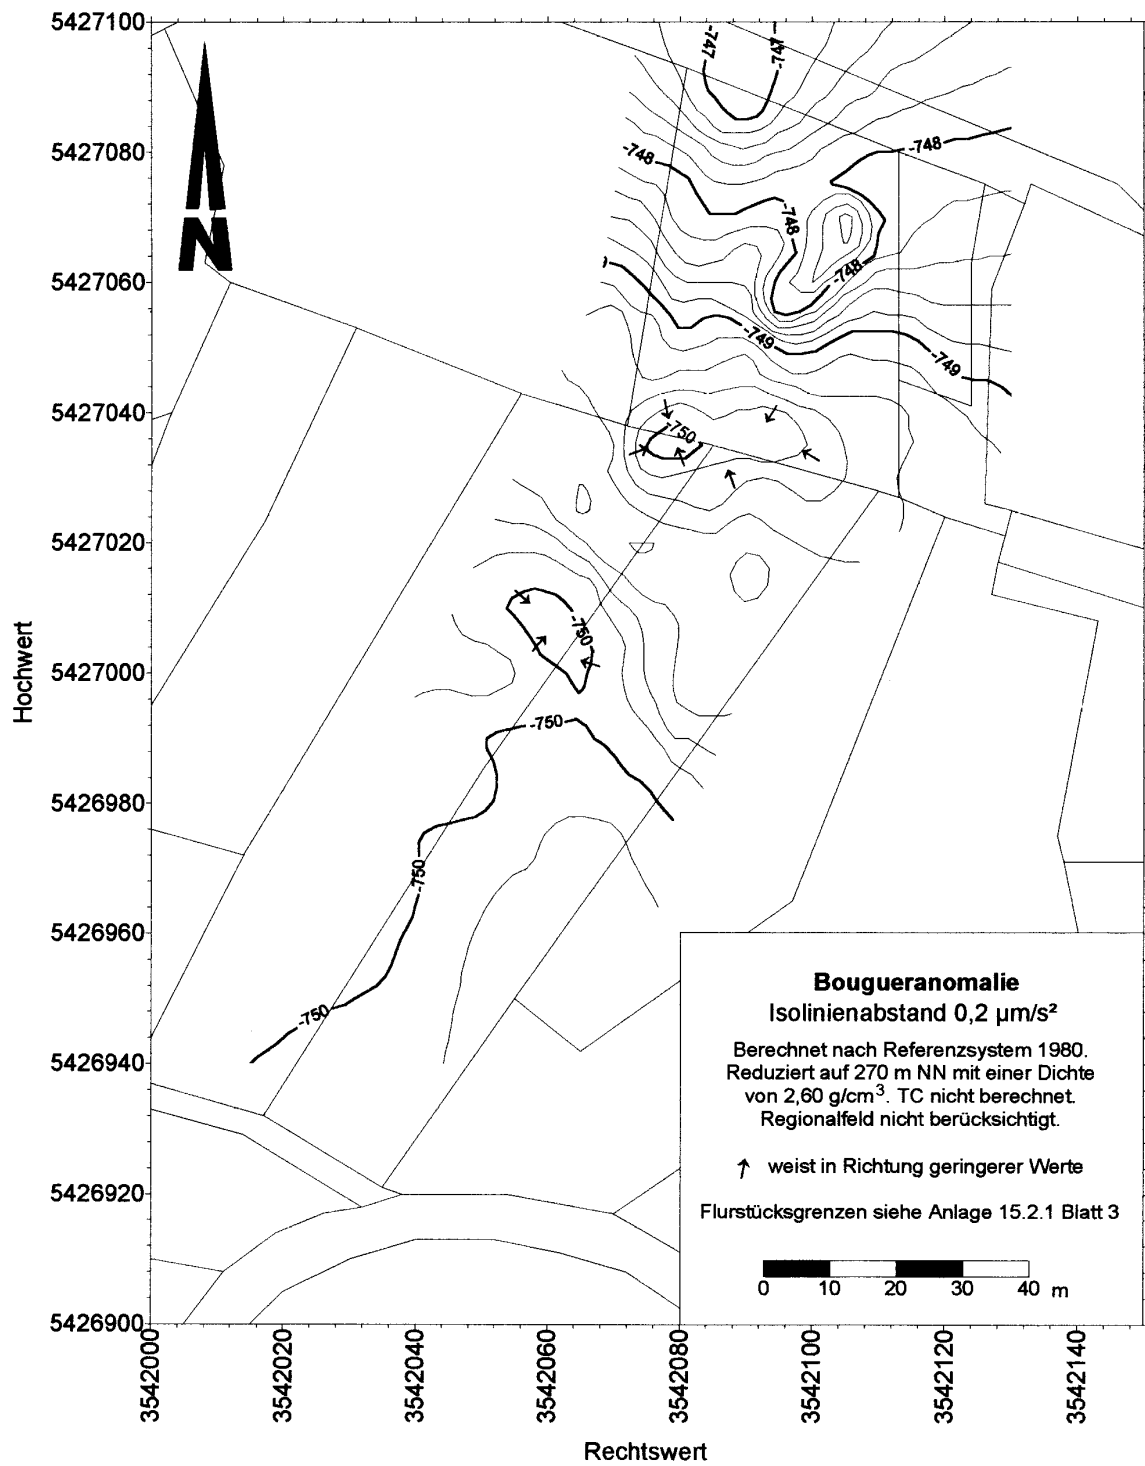 5427100
5427080
5427060
5427040
5427020
5427000
5426980
5426960
5426940
5426920
5426900
Hochwert
N
-747
-747
-748
-748
-748
-748
-749
-749
-750
-750
-750
-750
-750
Bougueranomalie
Isolinienabstand 0,2 µm/s²
Berechnet nach Referenzsystem 1980.
Reduziert auf 270 m NN mit einer Dichte
von 2,60 g/cm³. TC nicht berechnet.
Regionalfeld nicht berücksichtigt.
weist in Richtung geringerer Werte
Flurstücksgrenzen siehe Anlage 15.2.1 Blatt 3
0 10 20 30 40 m
3542000
3542020
3542040
3542060
3542080
3542100
3542120
3542140
Rechtswert